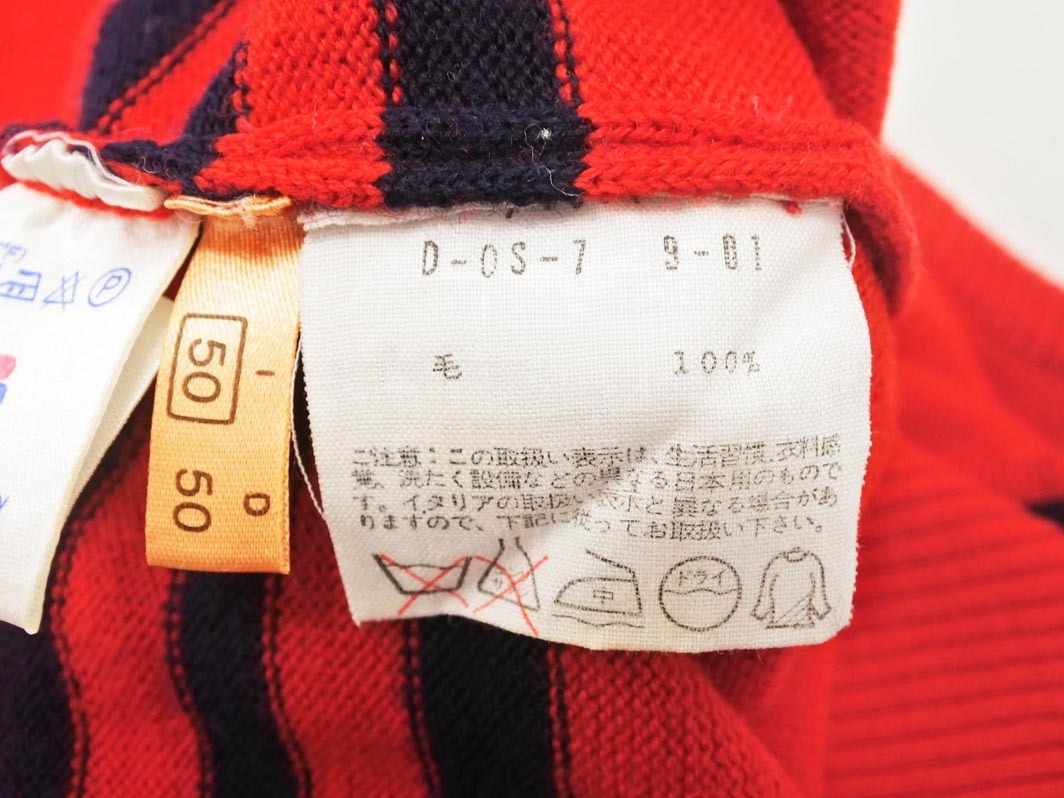 D-0S-7 9-01
毛 100%
ご注意:この取扱い表示は、生活習慣、衣料感
覚、洗たく設備などの異なる日本用のもので
す。イタリアの取扱い表示と異なる場合があ
りますので、下記に従ってお取扱い下さい。
中
ドライ
I
50
D
50
P